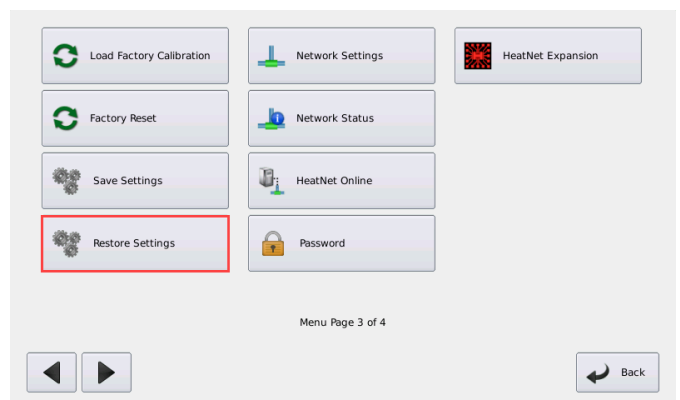 Load Factory Calibration
Network Settings
HeatNet Expansion
Factory Reset
Network Status
Save Settings
HeatNet Online
Restore Settings
Password
Menu Page 3 of 4
Back